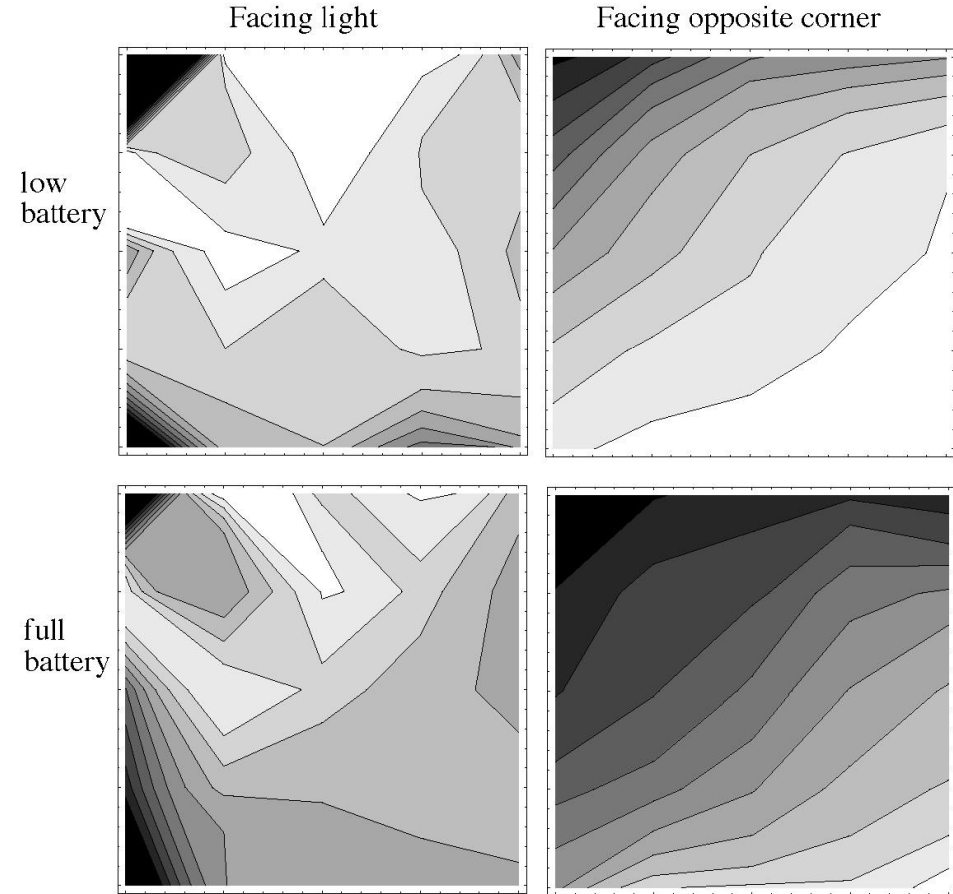 Facing light
Facing opposite corner
low
battery
full
battery